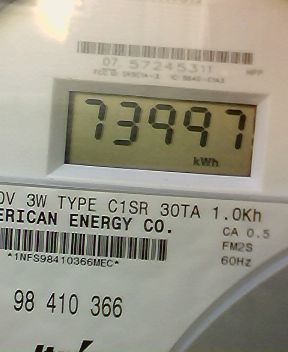 07 57245311
73997
kWh
0V 3W TYPE C1SR 30TA 1.0Kh
ERICAN ENERGY CO.
CA 0.5
FM2S
*1NFS98410366MEC*
60Hz
98 410 366